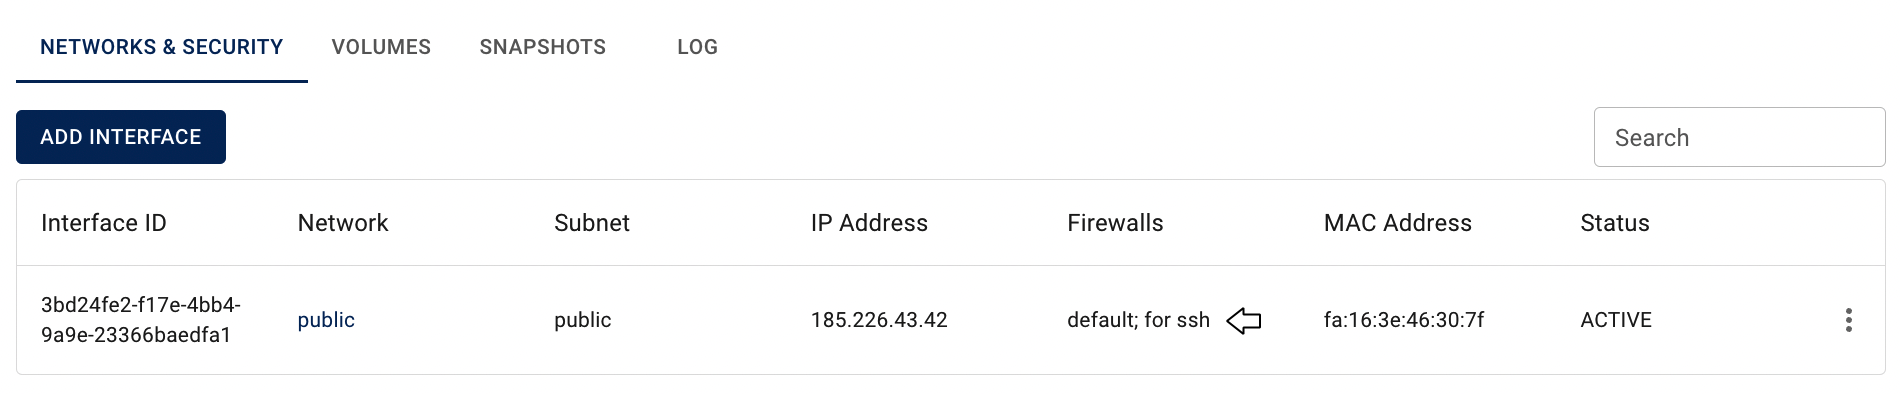 NETWORKS & SECURITY VOLUMES SNAPSHOTS LOG
ADD INTERFACE Search
Interface ID Network Subnet IP Address Firewalls MAC Address Status
3bd24fe2-f17e-4bb4-
9a9e-23366baedfa1 public public 185.226.43.42 default; for ssh fa:16:3e:46:30:7f ACTIVE